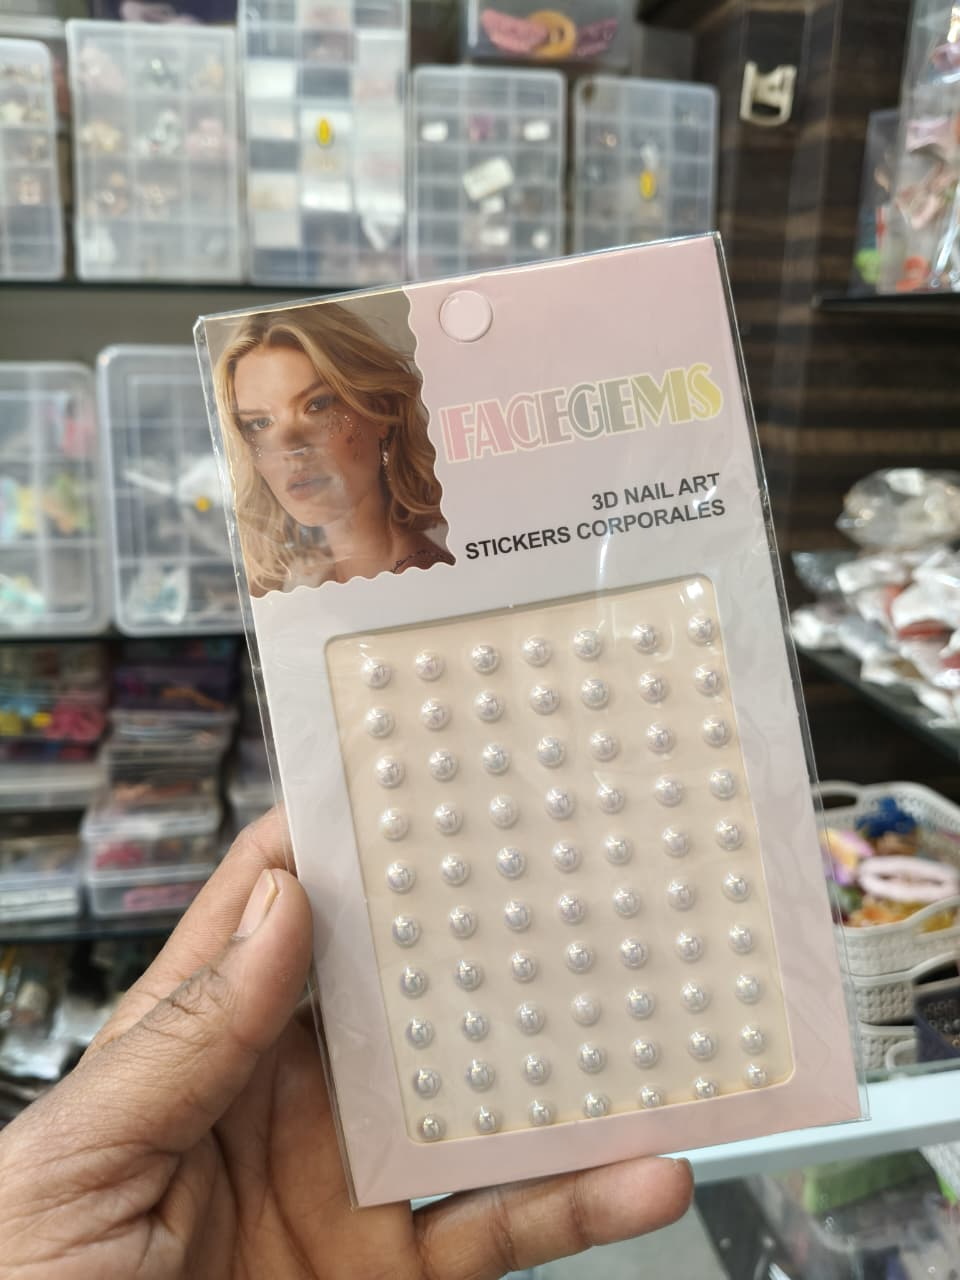 FACEGEMS
3D NAIL ART
STICKERS CORPORALES